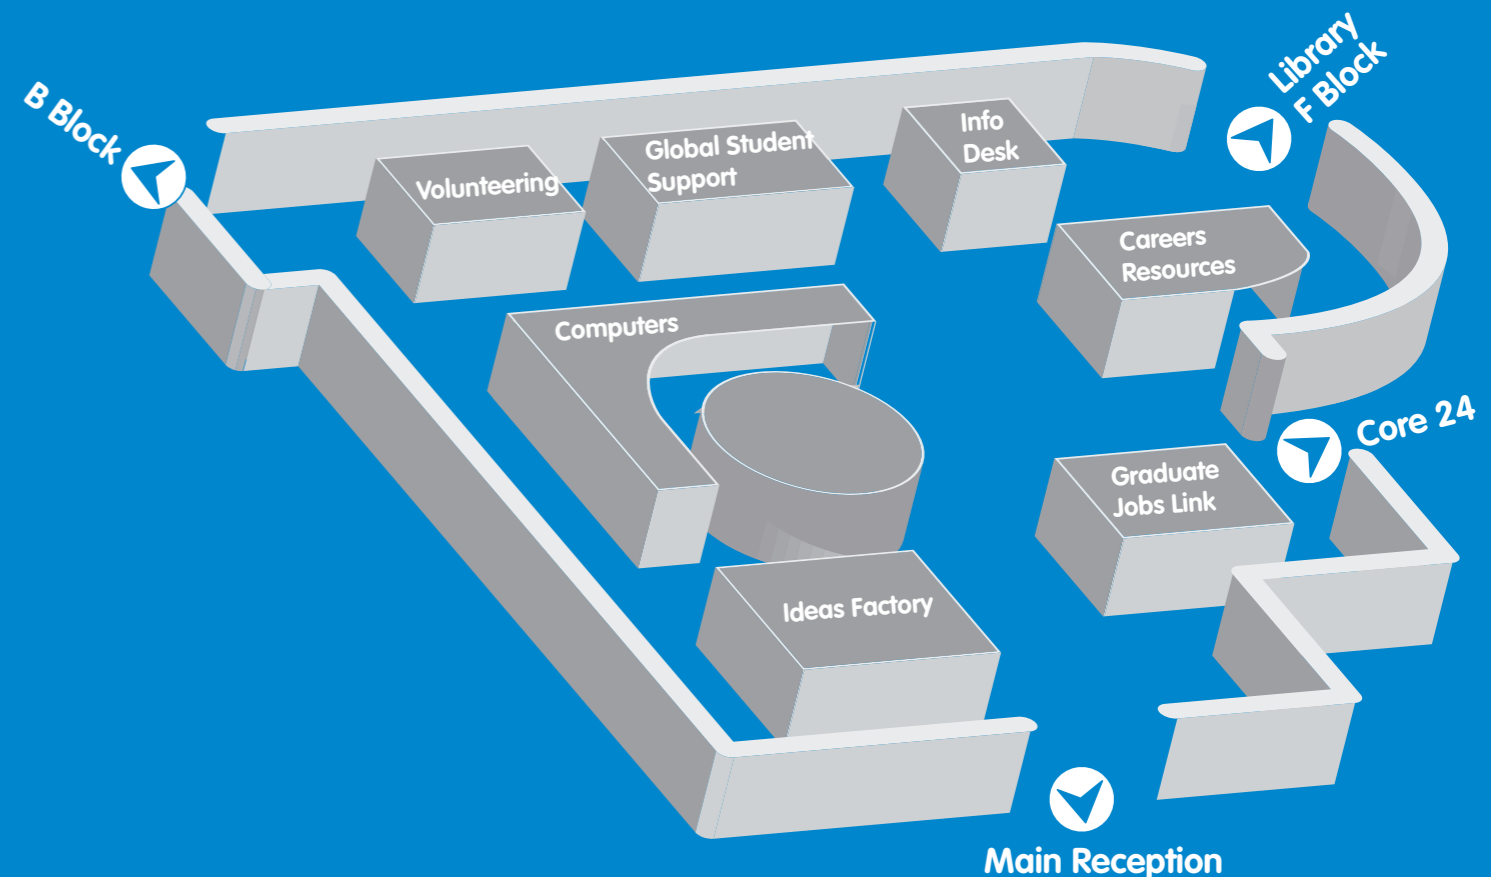 B Block
Library
F Block
Info
Desk
Global Student
Support
Volunteering
Careers
Resources
Computers
Core 24
Graduate
Jobs Link
Ideas Factory
Main Reception